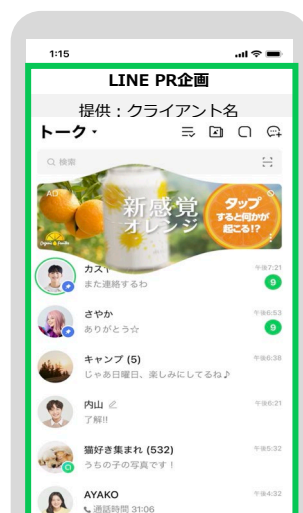 1:15
LINE PR企画
提供：クライアント名
トーク
検索
AD
新感覚
オレンジ
タップ
すると何かが
起こる!?
カズヤ
午後7:21
また連絡するわ
9
さやか
午後6:53
ありがとう☆
9
キャンプ (5)
午後6:38
じゃあ日曜日、楽しみにしてるね♪
内山
午後6:21
了解!!
猫好き集まれ (532)
午後5:32
うちの子の写真です！
AYAKO
午後4:32
通話時間 31:06